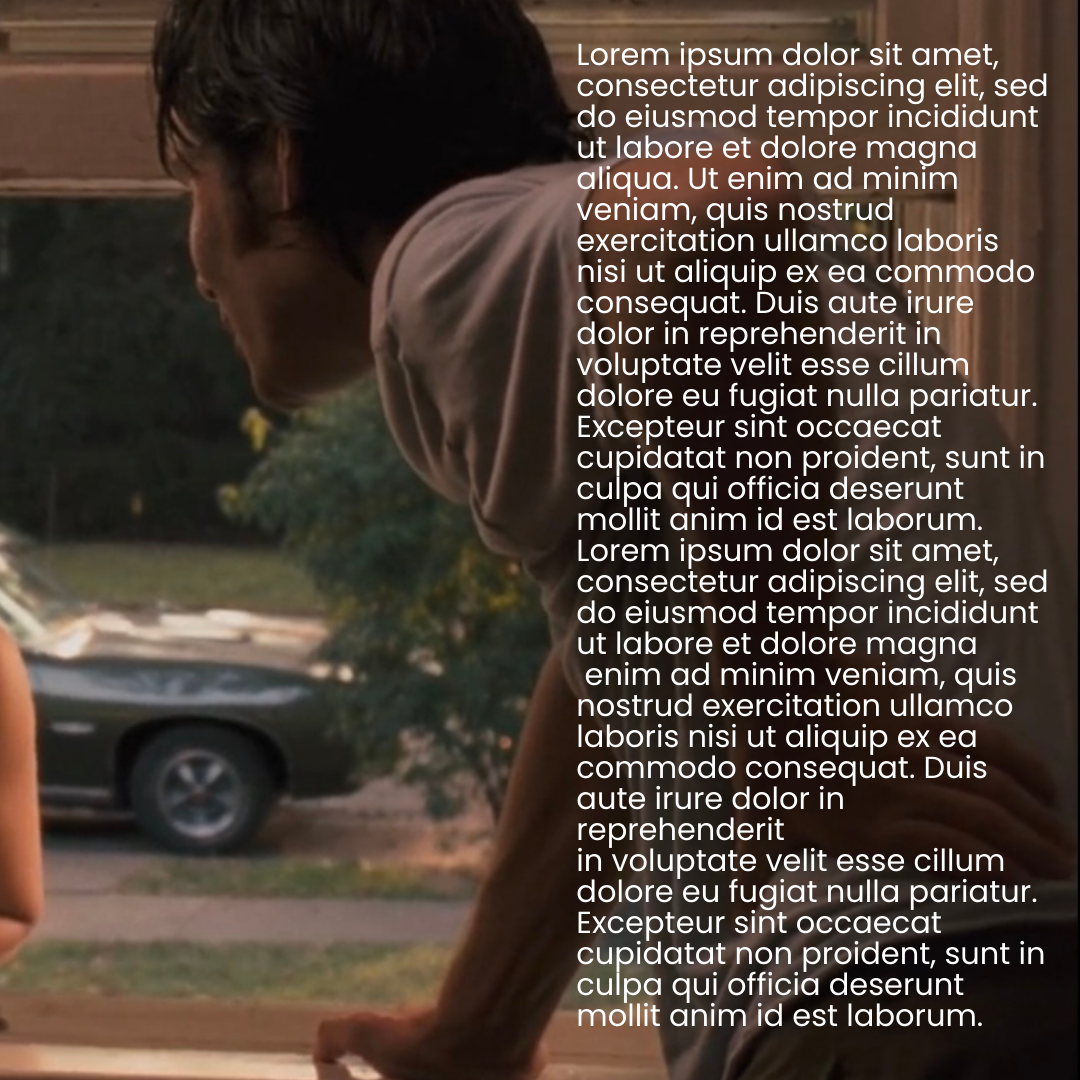 Lorem ipsum dolor sit amet,
consectetur adipiscing elit, sed
do eiusmod tempor incididunt
ut labore et dolore magna
aliqua. Ut enim ad minim
veniam, quis nostrud
exercitation ullamco laboris
nisi ut aliquip ex ea commodo
consequat. Duis aute irure
dolor in reprehenderit in
voluptate velit esse cillum
dolore eu fugiat nulla pariatur.
Excepteur sint occaecat
cupidatat non proident, sunt in
culpa qui officia deserunt
mollit anim id est laborum.
Lorem ipsum dolor sit amet,
consectetur adipiscing elit, sed
do eiusmod tempor incididunt
ut labore et dolore magna
enim ad minim veniam, quis
nostrud exercitation ullamco
laboris nisi ut aliquip ex ea
commodo consequat. Duis
aute irure dolor in
reprehenderit
in voluptate velit esse cillum
dolore eu fugiat nulla pariatur.
Excepteur sint occaecat
cupidatat non proident, sunt in
culpa qui officia deserunt
mollit anim id est laborum.